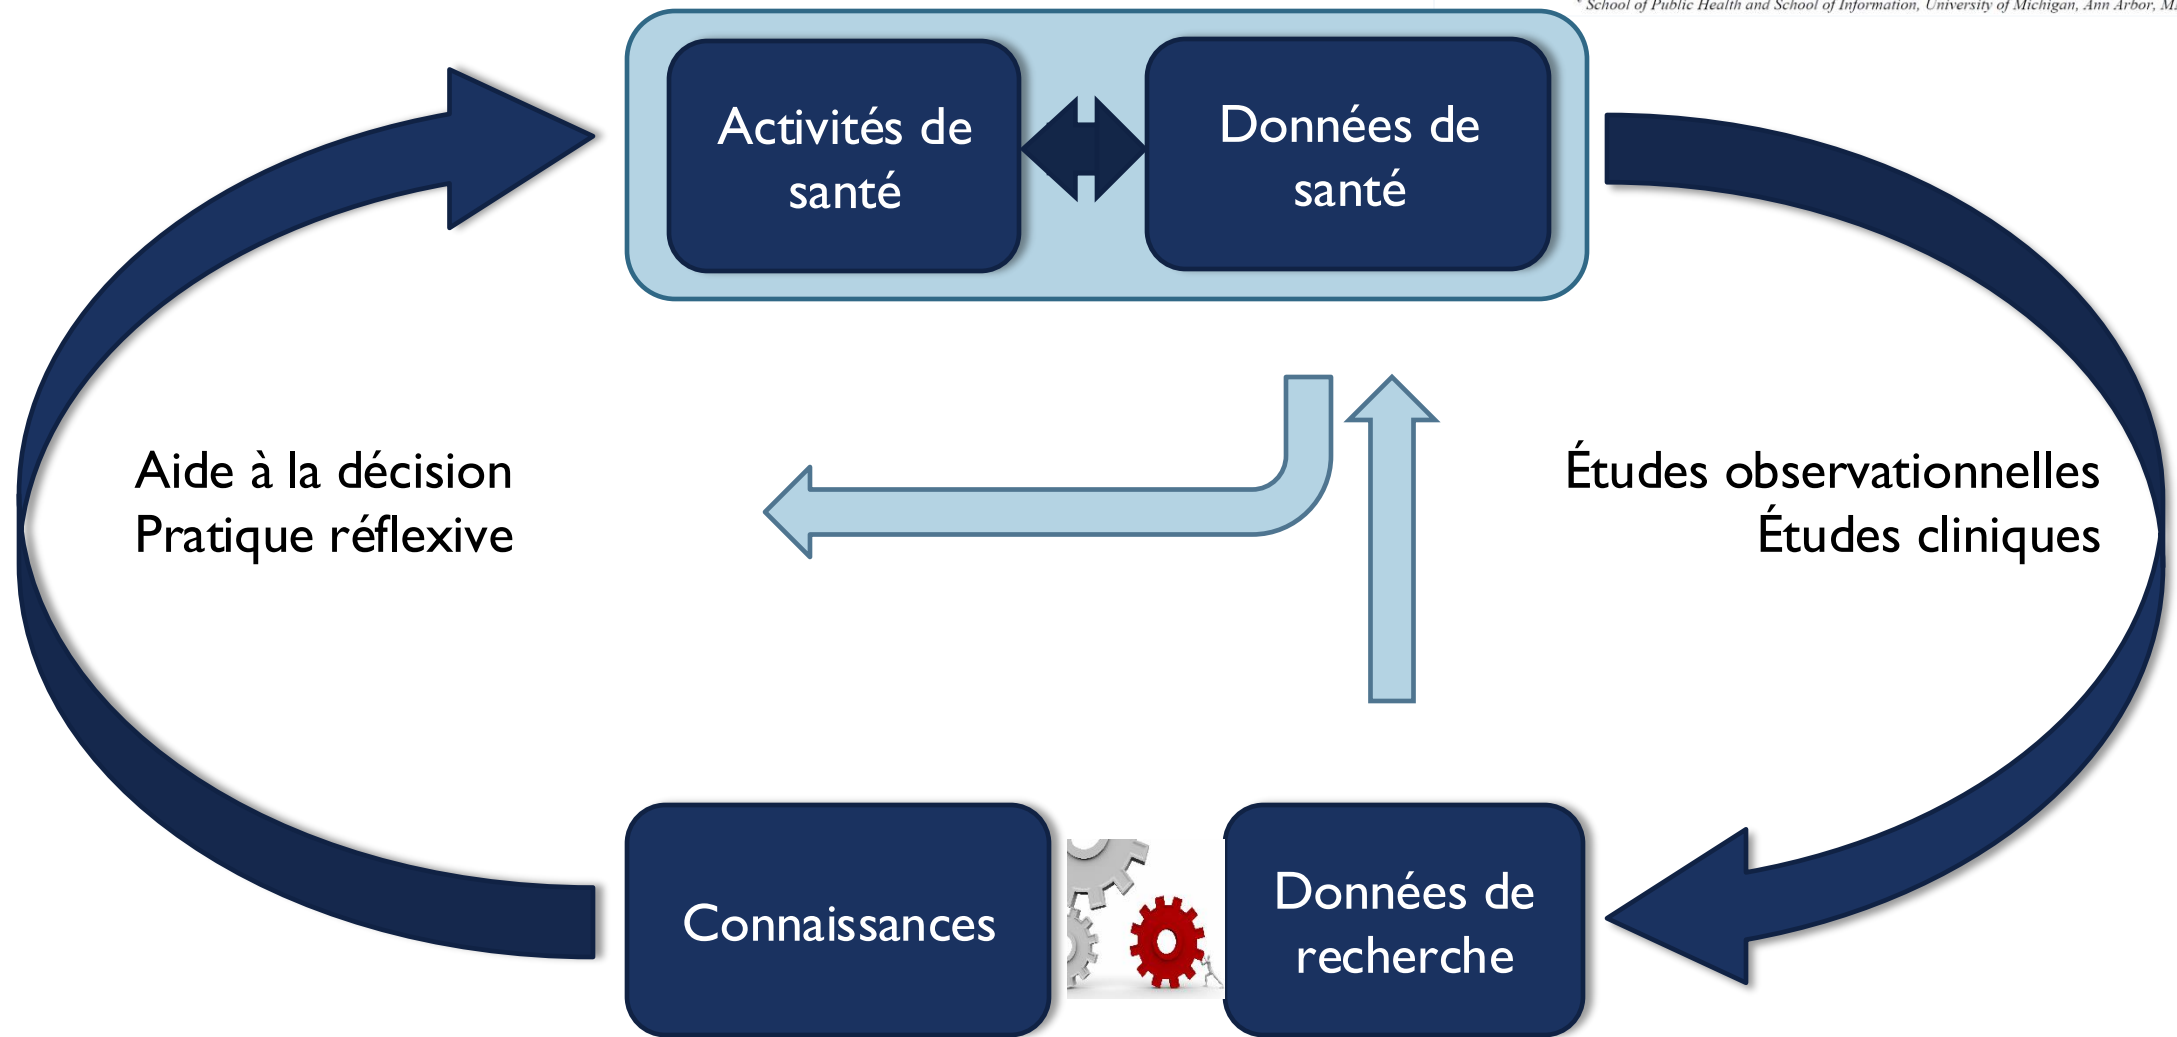 School of Public Health and School of Information, University of Michigan, Ann Arbor,
Activités de
santé
Données de
santé
Aide à la décision
Pratique réflexive
Études observationnelles
Études cliniques
Connaissances
Données de
recherche